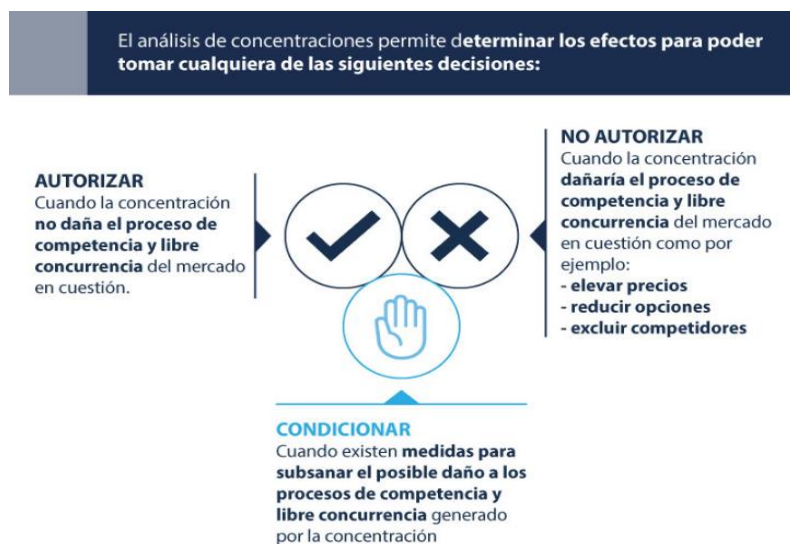 El análisis de concentraciones permite determinar los efectos para poder
tomar cualquiera de las siguientes decisiones:
AUTORIZAR
Cuando la concentración
no daña el proceso de
competencia y libre
concurrencia del mercado
en cuestión.
NO AUTORIZAR
Cuando la concentración
dañaría el proceso de
competencia y libre
concurrencia del mercado
en cuestión como por
ejemplo:
- elevar precios
- reducir opciones
- excluir competidores
CONDICIONAR
Cuando existen medidas para
subsanar el posible daño a los
procesos de competencia y
libre concurrencia generado
por la concentración